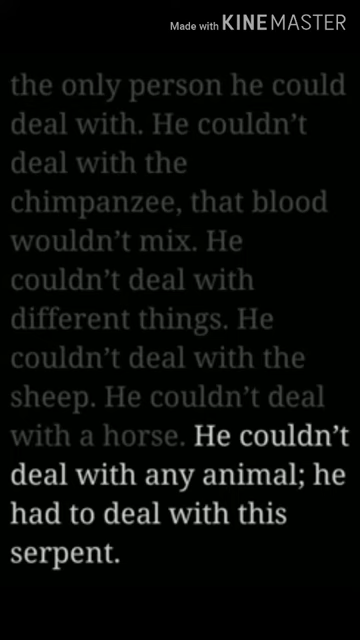 Made with KINEMASTER
the only person he could
deal with. He couldn’t
deal with the
chimpanzee, that blood
wouldn’t mix. He
couldn’t deal with
different things. He
couldn’t deal with the
sheep. He couldn’t deal
with a horse. He couldn’t
deal with any animal; he
had to deal with this
serpent.